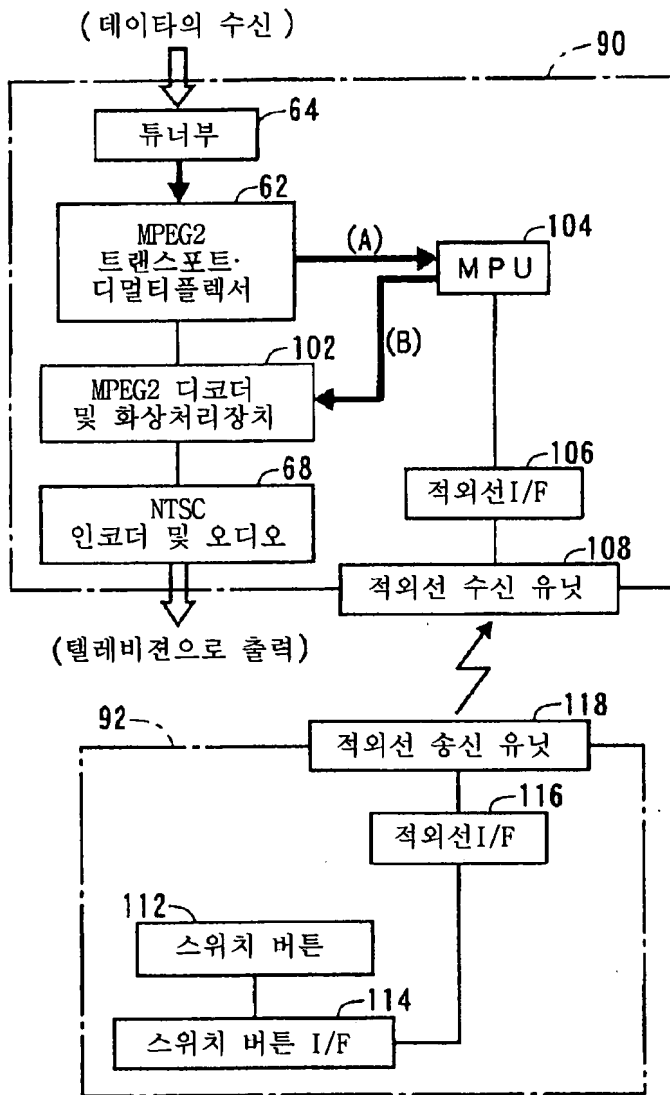 (데이타의 수신)
90
64
튜너부
62
MPEG2
트랜스포트·
디멀티플렉서
(A)
104
MPU
(B)
102
MPEG2 디코더
및 화상처리장치
106
적외선I/F
68
NTSC
인코더 및 오디오
108
적외선 수신 유닛
(텔레비젼으로 출력)
92
118
적외선 송신 유닛
116
적외선I/F
112
스위치 버튼
114
스위치 버튼 I/F